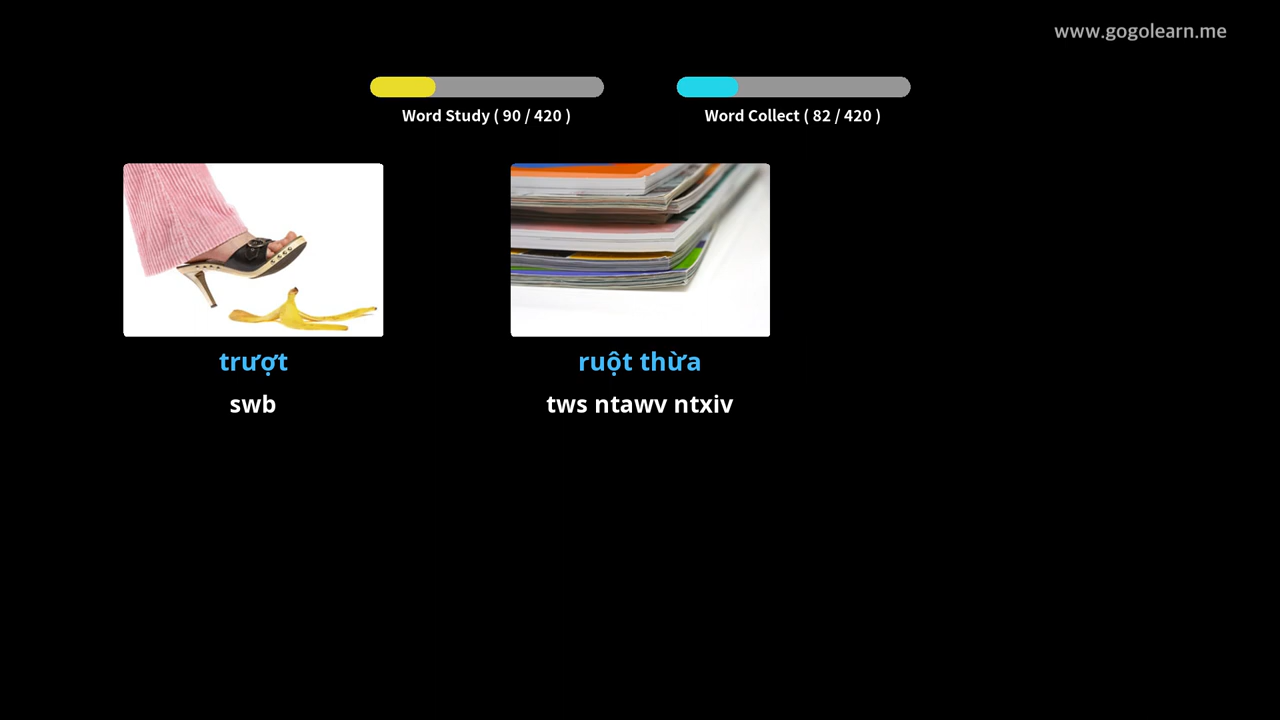 www.gogolearn.me
Word Study ( 90 / 420 )
Word Collect ( 82 / 420 )
trượt
swb
ruột thừa
tws ntawv ntxiv